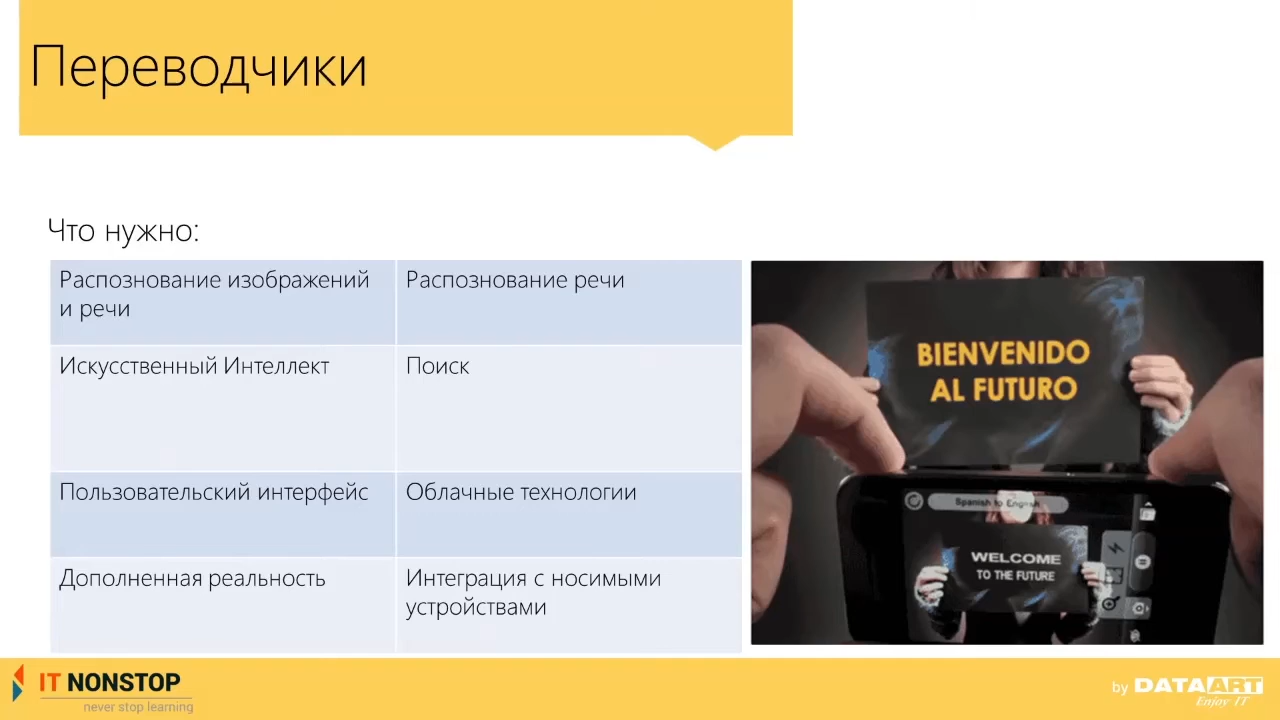 Переводчики
Что нужно:
Распознование изображений
и речи
Распознование речи
Искусственный Интеллект
Поиск
Пользовательский интерфейс
Облачные технологии
Дополненная реальность
Интеграция с носимыми
устройствами
BIENVENIDO
AL FUTURO
Spanish to English
WELCOME
TO THE FUTURE
IT NONSTOP
never stop learning
by DATAART
Enjoy IT